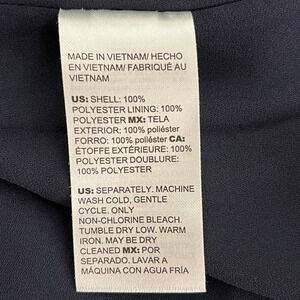 MADE IN VIETNAM/ HECHO
EN VIETNAM/ FABRIQUÉ AU
VIETNAM
US: SHELL: 100%
POLYESTER LINING: 100%
POLYESTER MX: TELA
EXTERIOR: 100% poliéster
FORRO: 100% poliéster CA:
ÉTOFFE EXTÉRIEURE: 100%
POLYESTER DOUBLURE:
100% POLYESTER
US: SEPARATELY. MACHINE
WASH COLD, GENTLE
CYCLE. ONLY
NON-CHLORINE BLEACH.
TUMBLE DRY LOW. WARM
IRON. MAY BE DRY
CLEANED MX: POR
SEPARADO. LAVAR A
MÁQUINA CON AGUA FRÍA